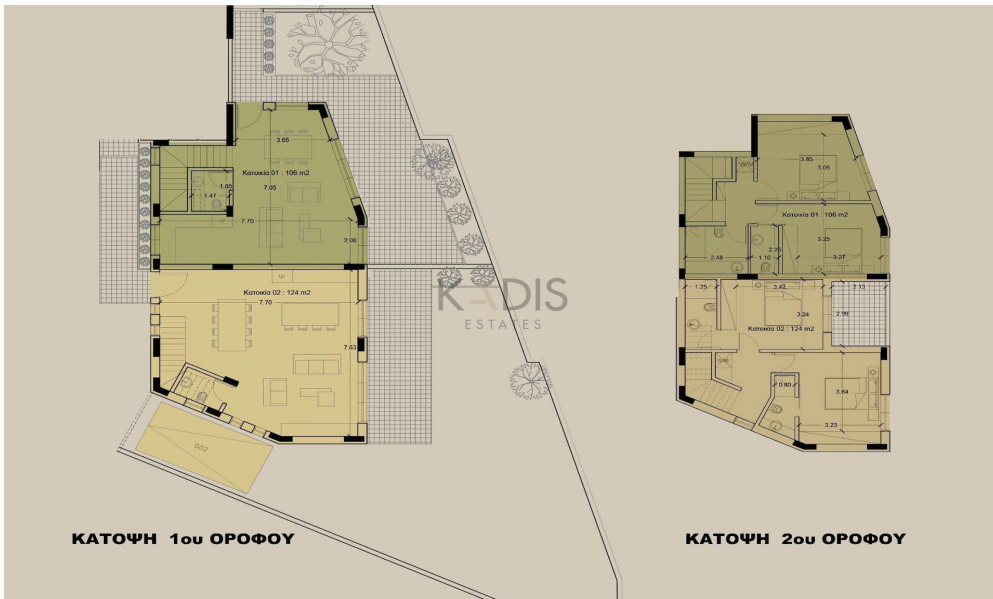 3.65
Κατοικία 01 : 106 m2
1.85
1.47
7.05
7.70
2.06
Κατοικία 02 : 124 m2
7.70
7.63
002
ΚΑΤΟΨΗ 1ου ΟΡΟΦΟΥ
KADIS
ESTATES
W/M
3.85
3.05
Κατοικία 01 : 106 m2
2.25
3.25
2.48
1.10
3.27
1.25
3.42
2.13
3.24
2.99
Κατοικία 02 : 124 m2
W/M
0.80
3.64
3.23
ΚΑΤΟΨΗ 2ου ΟΡΟΦΟΥ